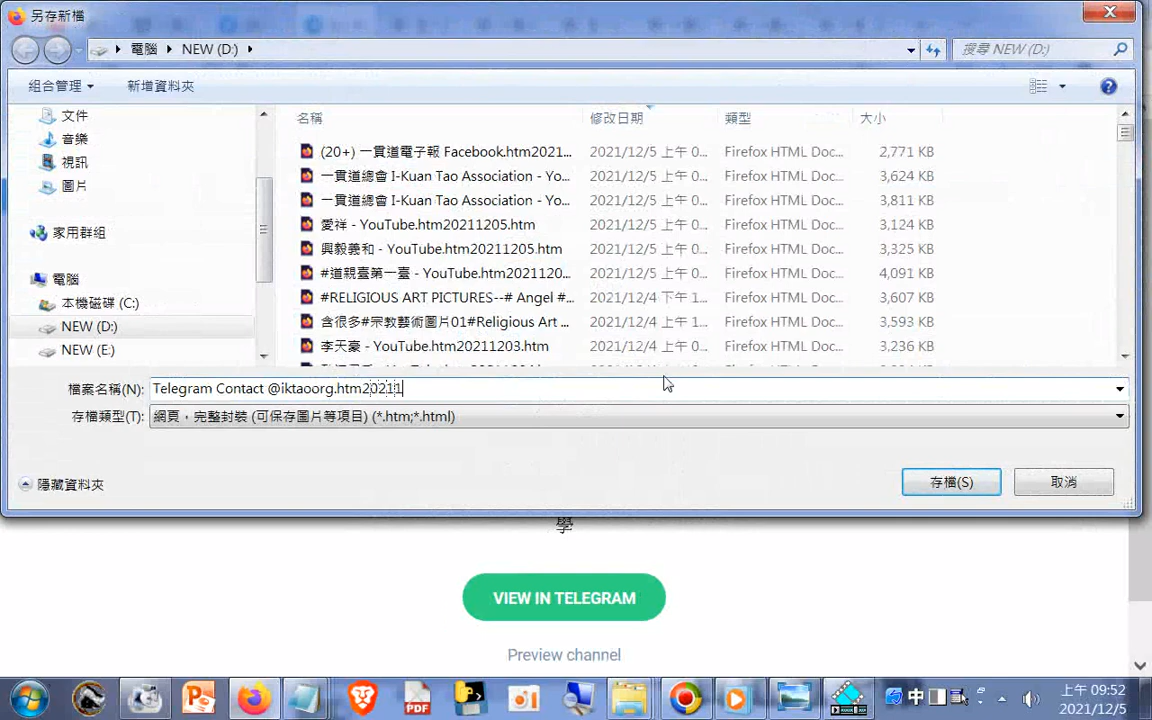 另存新檔
電腦 NEW (D:) 搜尋 NEW (D:)
組合管理 新增資料夾
文件
音樂
視訊
圖片
家用群組
電腦
本機磁碟 (C:)
NEW (D:)
NEW (E:)
名稱 修改日期 類型 大小
(20+) 一貫道電子報 Facebook.htm2021... 2021/12/5 上午 0... Firefox HTML Doc... 2,771 KB
一貫道總會 I-Kuan Tao Association - Yo... 2021/12/5 上午 0... Firefox HTML Doc... 3,624 KB
一貫道總會 I-Kuan Tao Association - Yo... 2021/12/5 上午 0... Firefox HTML Doc... 3,811 KB
愛祥 - YouTube.htm20211205.htm 2021/12/5 上午 0... Firefox HTML Doc... 3,124 KB
興毅義和 - YouTube.htm20211205.htm 2021/12/5 上午 0... Firefox HTML Doc... 3,325 KB
#道親臺第一臺 - YouTube.htm2021120... 2021/12/5 上午 0... Firefox HTML Doc... 4,091 KB
#RELIGIOUS ART PICTURES--# Angel #... 2021/12/4 下午 1... Firefox HTML Doc... 3,607 KB
含很多#宗教藝術圖片01#Religious Art ... 2021/12/4 上午 1... Firefox HTML Doc... 3,593 KB
李天豪 - YouTube.htm20211203.htm 2021/12/4 上午 0... Firefox HTML Doc... 3,236 KB
檔案名稱(N): Telegram Contact @iktaoorg.htm20211
存檔類型(T): 網頁，完整封裝 (可保存圖片等項目) (*.htm;*.html)
隱藏資料夾 存檔(S) 取消
學
VIEW IN TELEGRAM
Preview channel
PDF
中
上午 09:52
2021/12/5